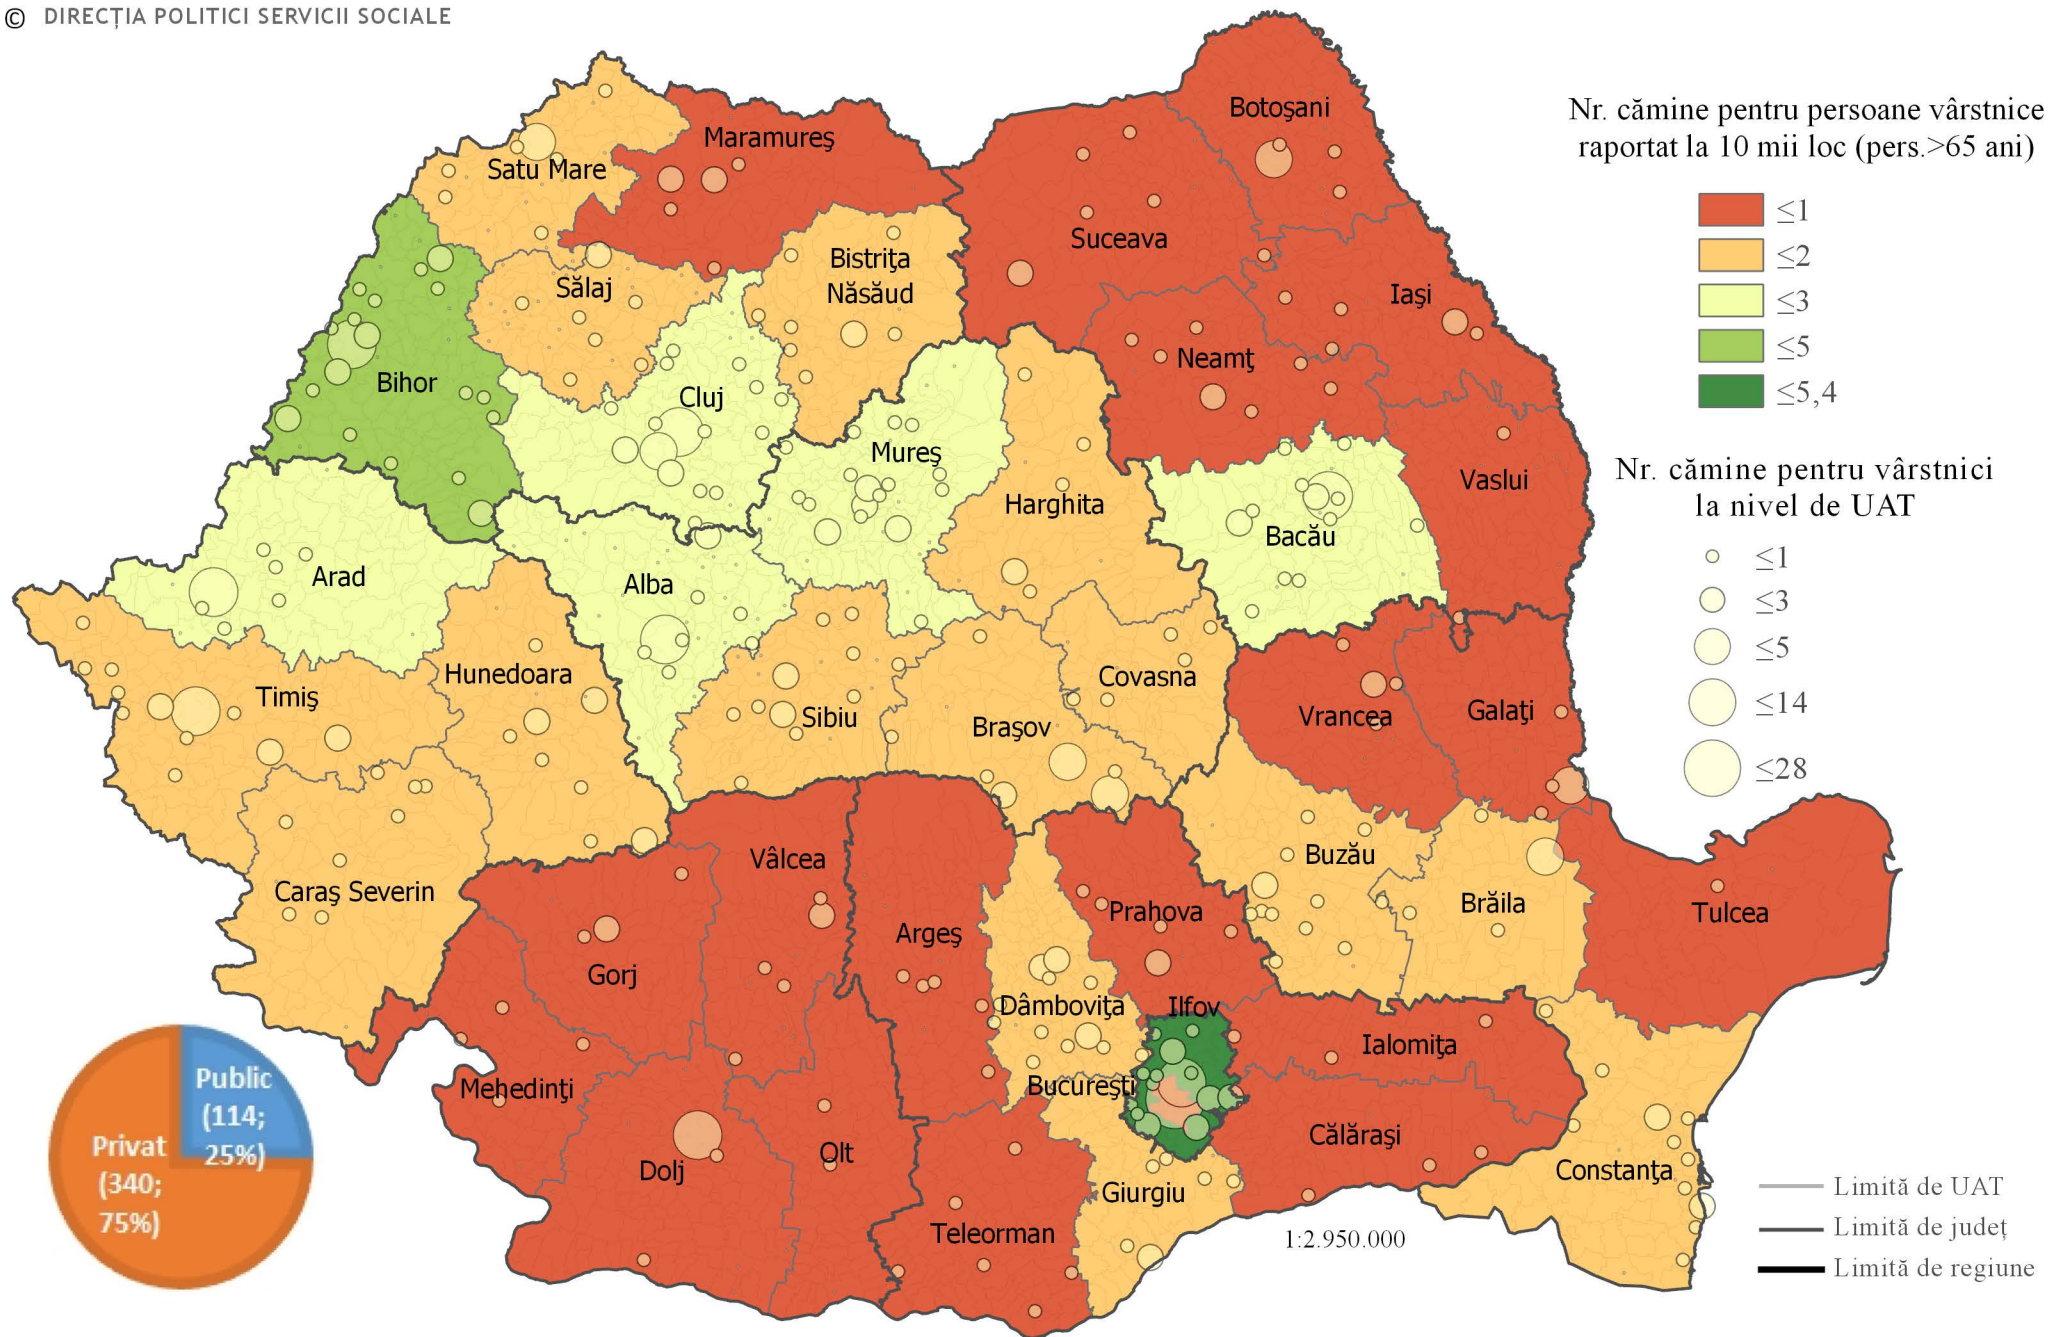 © DIRECȚIA POLITICI SERVICII SOCIALE
Nr. cămine pentru persoane vârstnice
raportat la 10 mii loc (pers.>65 ani)
≤1
≤2
≤3
≤5
≤5,4
Nr. cămine pentru vârstnici
la nivel de UAT
≤1
≤3
≤5
≤14
≤28
Botoşani
Maramureş
Satu Mare
Suceava
Bistriţa
Năsăud
Sălaj
Iaşi
Neamţ
Bihor
Cluj
Mureş
Vaslui
Harghita
Bacău
Arad
Alba
Hunedoara
Covasna
Timiş
Sibiu
Braşov
Vrancea
Galaţi
Vâlcea
Buzău
Caraş Severin
Brăila
Prahova
Tulcea
Argeş
Gorj
Dâmboviţa
Ilfov
Ialomiţa
Mehedinţi
Bucureşti
Călăraşi
Olt
Dolj
Constanţa
Giurgiu
Teleorman
Public
(114;
25%)
Privat
(340;
75%)
1:2.950.000
Limită de UAT
Limită de județ
Limită de regiune